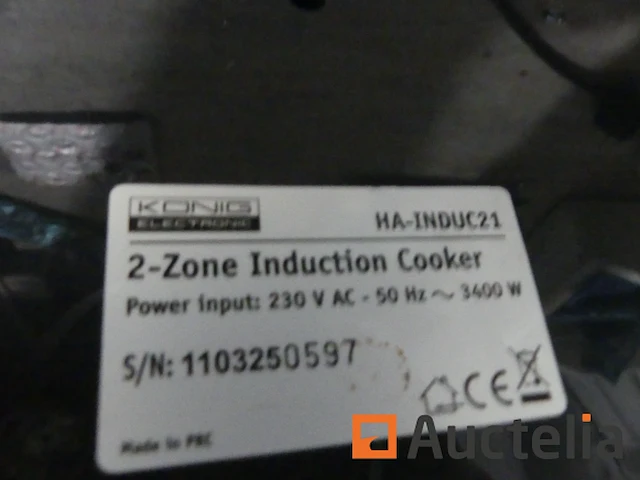 KÖNIG
ELECTRONIC
HA-INDUC21
2-Zone Induction Cooker
Power input: 230 V AC - 50 Hz ~ 3400 W
S/N: 1103250597
CE
Made in PRC
Auctelia